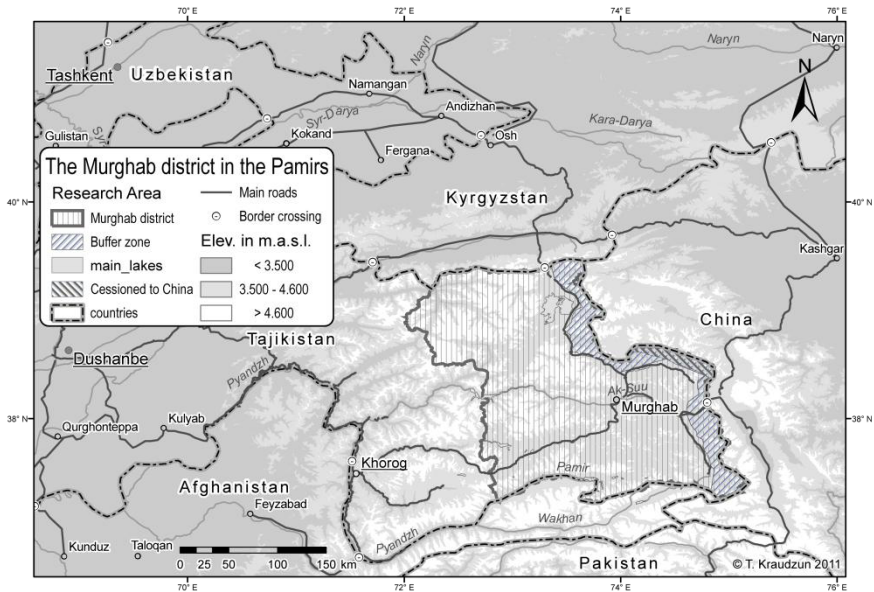 70° E
72° E
74° E
76° E
Naryn
Naryn
Naryn
Tashkent
Uzbekistan
Namangan
Andizhan
Syr-Darya
Kara-Darya
N
Gulistan
Syr
Kokand
Osh
Fergana
The Murghab district in the Pamirs
Research Area
Main roads
Murghab district
Border crossing
Buffer zone
Elev. in m.a.s.l.
main_lakes
< 3.500
Cessioned to China
3.500 - 4.600
countries
> 4.600
Kyrgyzstan
40° N
40° N
Kashgar
China
Tajikistan
Dushanbe
Pyandzh
Ak-Suu
Murghab
38° N
38° N
Qurghonteppa
Kulyab
Khorog
Pamir
Afghanistan
Feyzabad
Wakhan
Pyandzh
Kunduz
Taloqan
0 25 50 100 150 km
Pakistan
© T. Kraudzun 2011
70° E
72° E
74° E
76° E